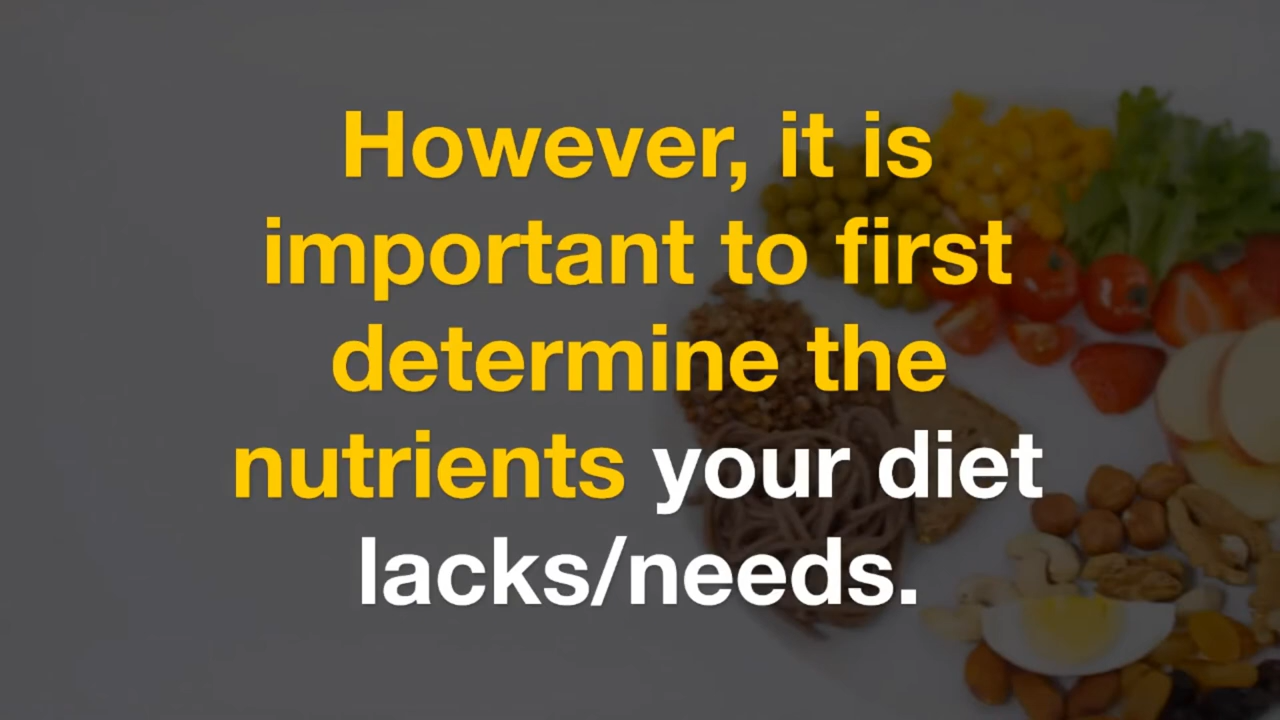 However, it is
important to first
determine the
nutrients your diet
lacks/needs.